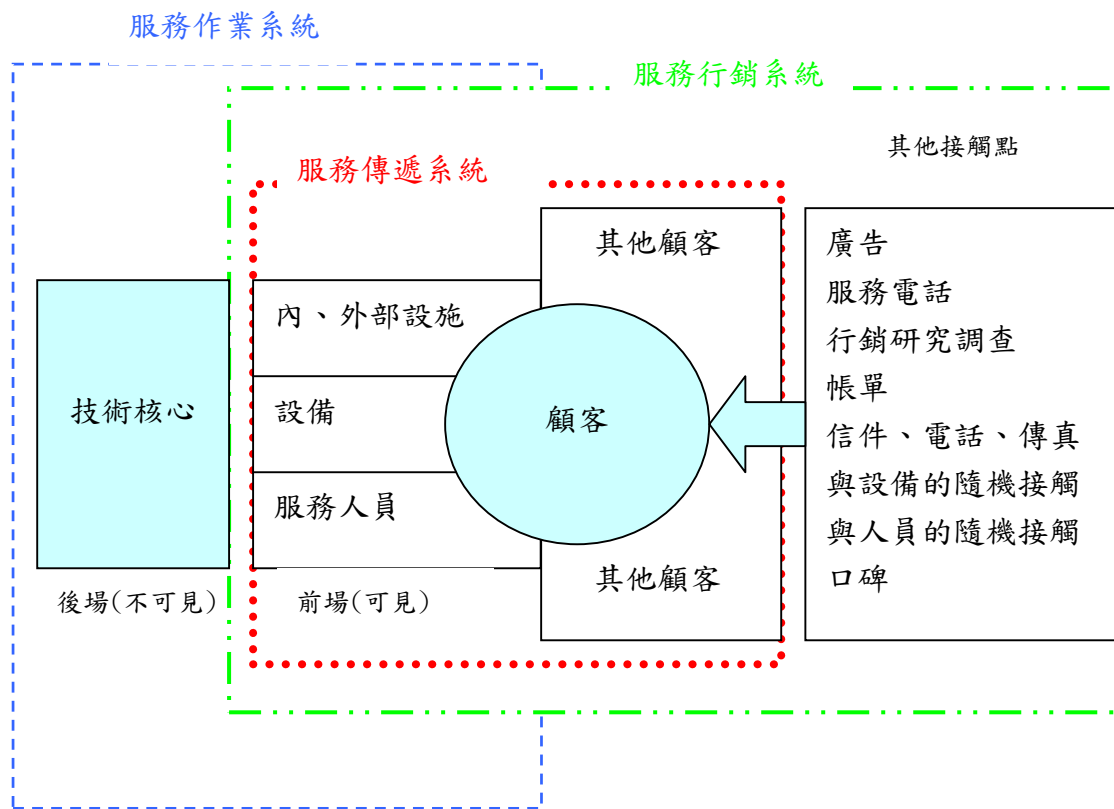 服務作業系統
服務行銷系統
其他接觸點
服務傳遞系統
其他顧客
廣告
服務電話
行銷研究調查
帳單
信件、電話、傳真
與設備的隨機接觸
與人員的隨機接觸
口碑
內、外部設施
技術核心
設備
顧客
服務人員
其他顧客
後場(不可見)
前場(可見)